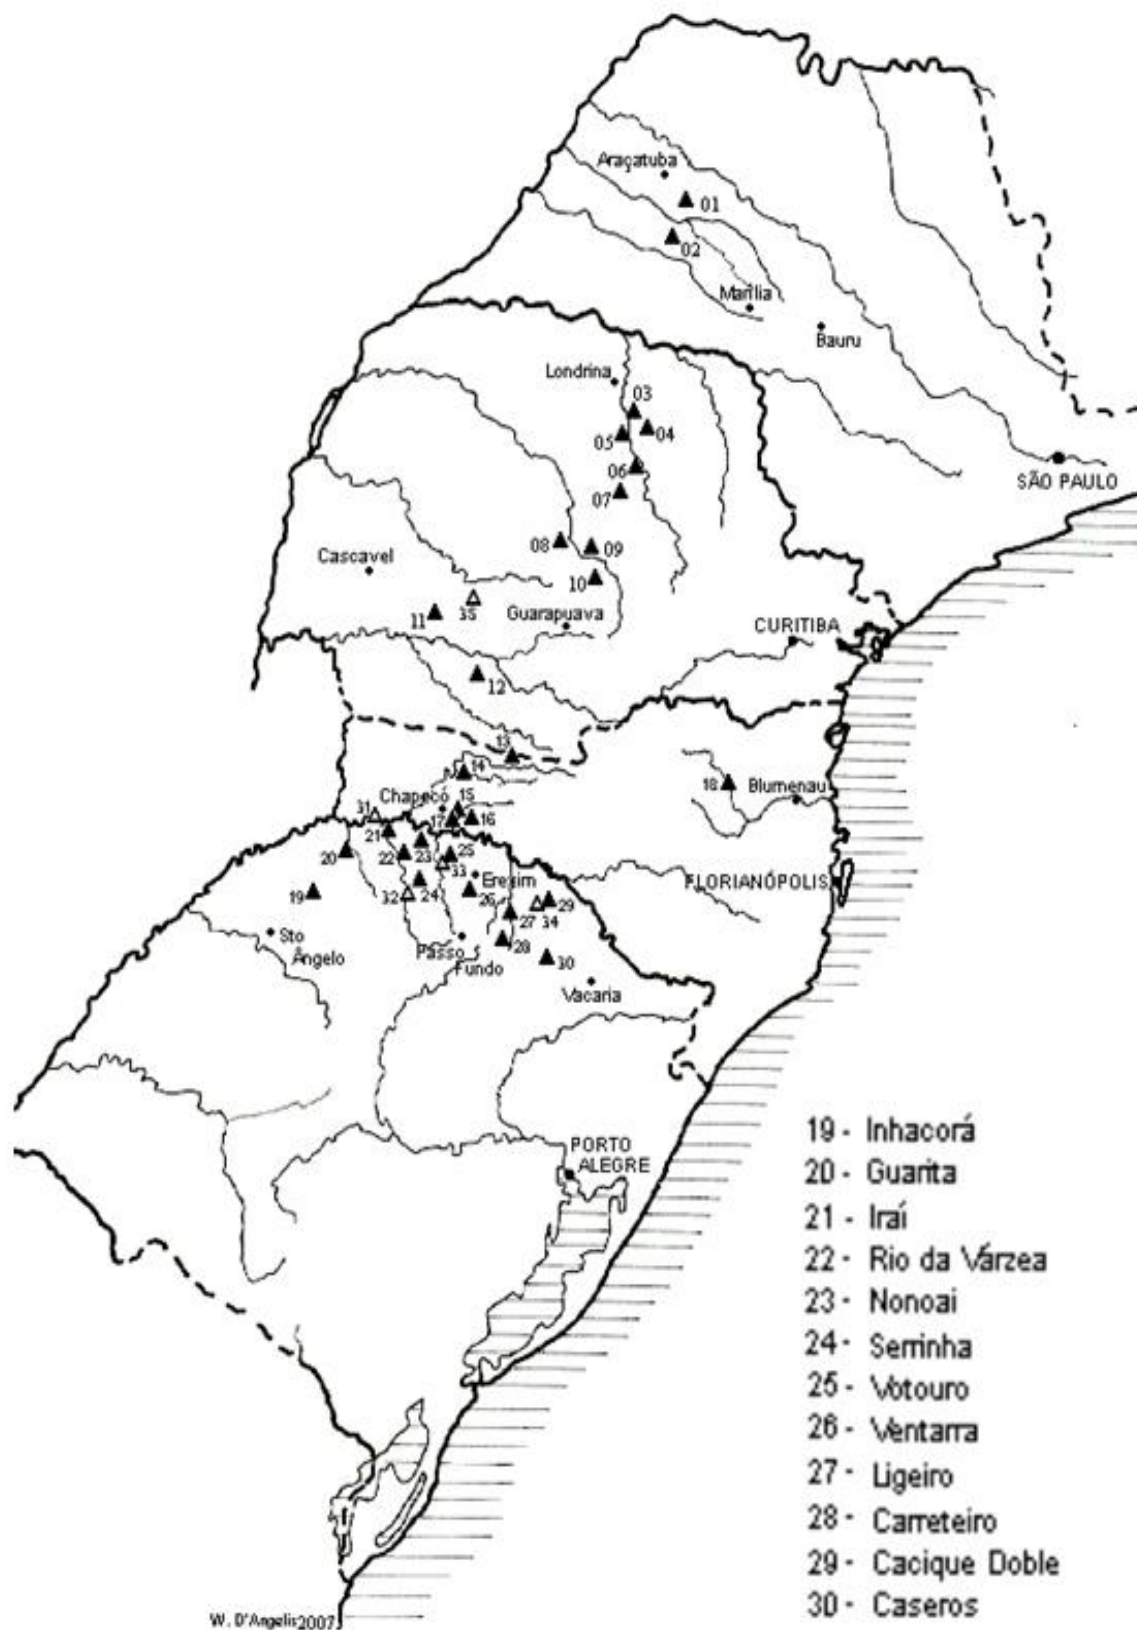 Araçatuba
01
02
Marília
Bauru
Londrina
03
04
05
06
07
SÃO PAULO
08
09
Cascavel
10
35
11
Guarapuava
CURITIBA
12
13
14
18
Blumenau
Chapecó
15
31
17
16
21
20
22
23
25
33
Erexim
FLORIANÓPOLIS
19
32
24
26
29
34
27
Sto
Ângelo
Passo
Fundo
28
30
Vacaria
PORTO
ALEGRE
19 - Inhacorá
20 - Guarita
21 - Iraí
22 - Rio da Várzea
23 - Nonoai
24 - Serrinha
25 - Votouro
26 - Ventarra
27 - Ligeiro
28 - Carreteiro
29 - Cacique Doble
30 - Caseros
W. D'Angelis2007